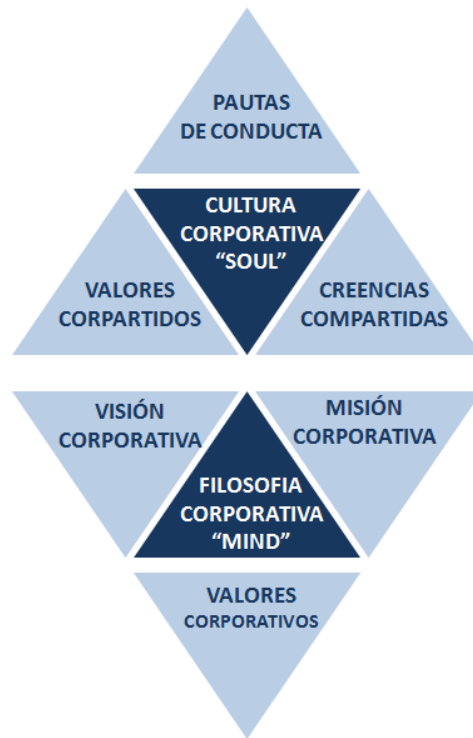 PAUTAS
DE CONDUCTA
CULTURA
CORPORATIVA
“SOUL”
VALORES
CORPARTIDOS
CREENCIAS
COMPARTIDAS
VISIÓN
CORPORATIVA
MISIÓN
CORPORATIVA
FILOSOFIA
CORPORATIVA
“MIND”
VALORES
CORPORATIVOS